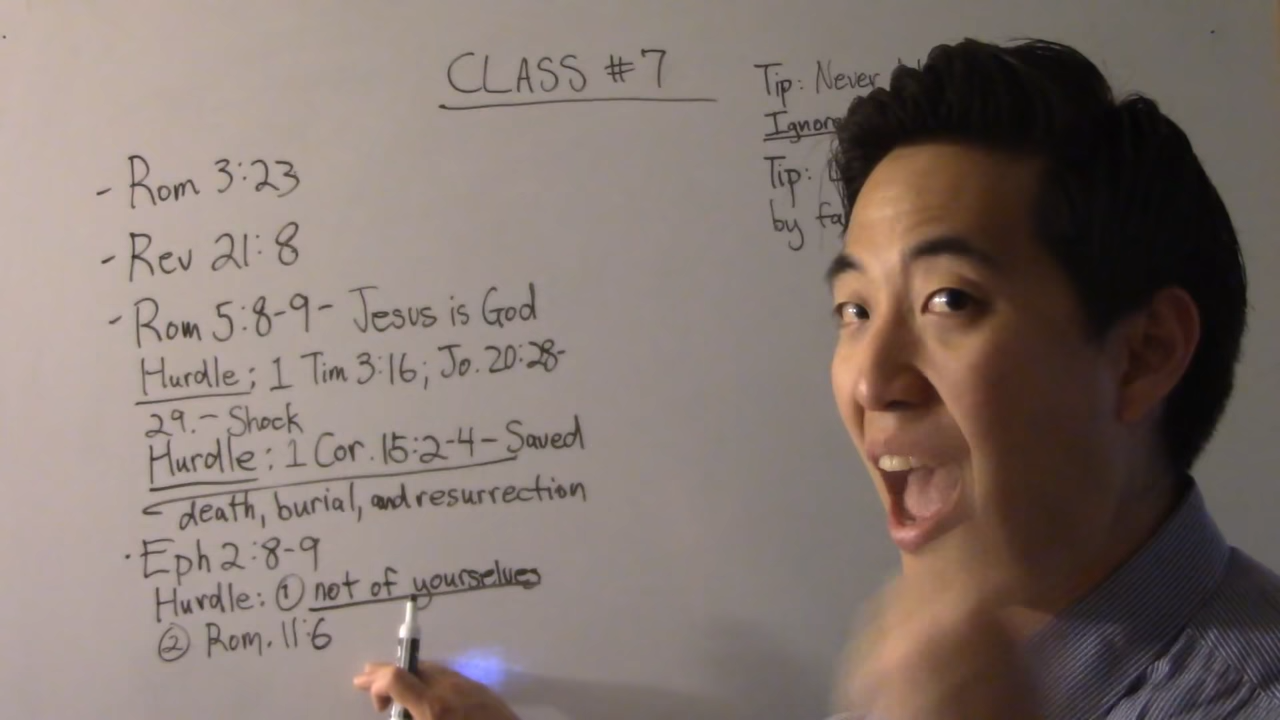 CLASS #7
- Rom 3:23
- Rev 21:8
- Rom 5:8-9 - Jesus is God
Hurdle: 1 Tim 3:16; Jo. 20:28-
29. - Shock
Hurdle: 1 Cor. 15:2-4 - Saved
death, burial, and resurrection
· Eph 2:8-9
Hurdle: ① not of yourselves
② Rom. 11:6
Tip: Never
Tip:
by